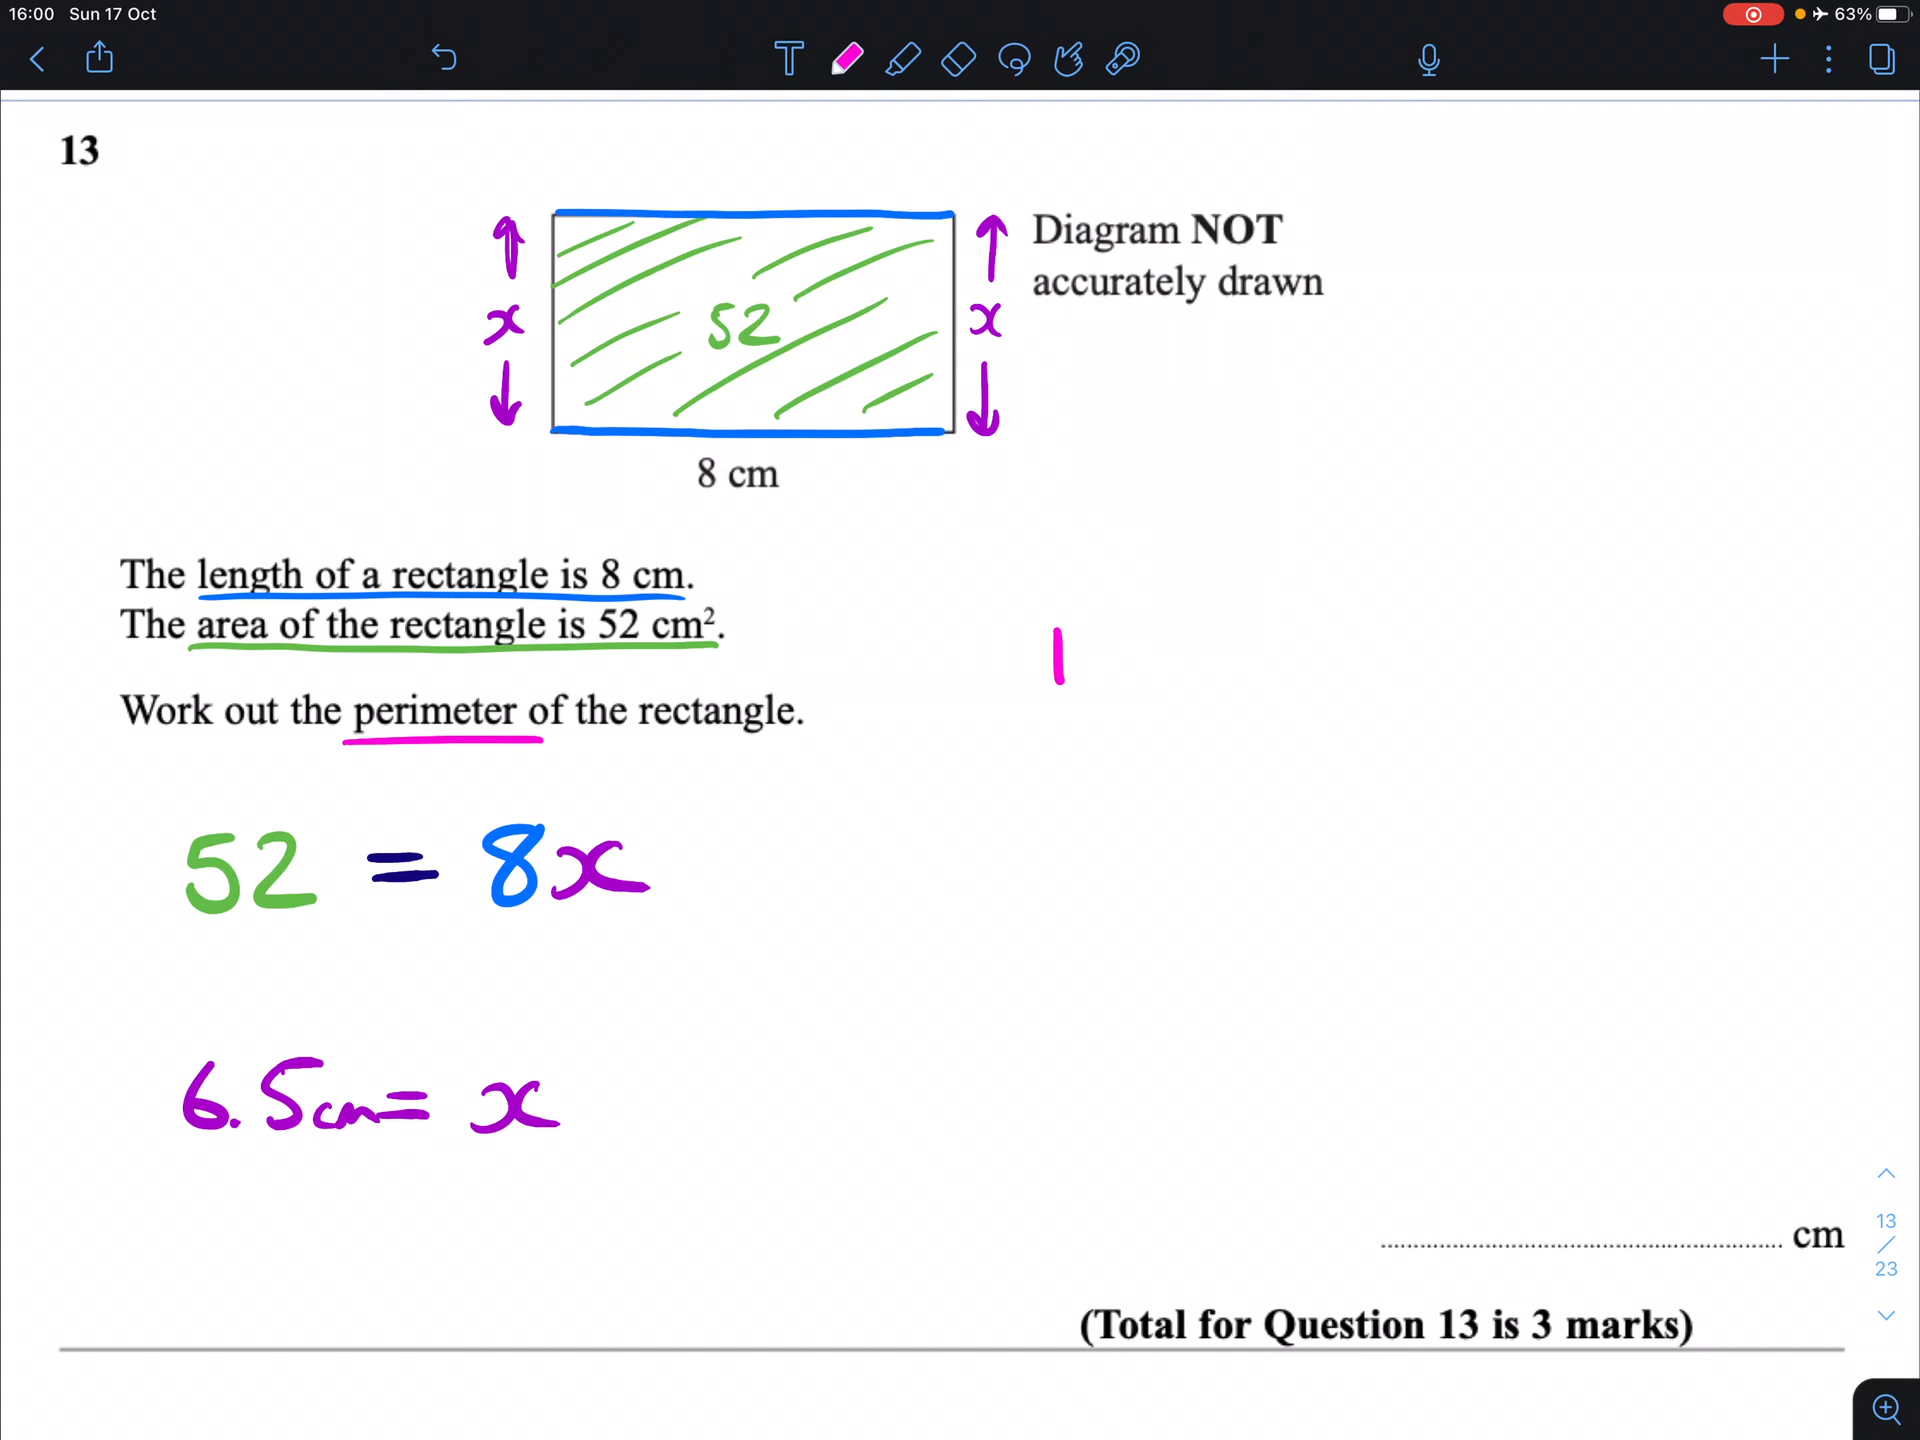 16:00 Sun 17 Oct
63%
T
13
x
52
x
Diagram NOT
accurately drawn
8 cm
The length of a rectangle is 8 cm.
The area of the rectangle is 52 cm².
Work out the perimeter of the rectangle.
52 = 8x
6.5cm = x
13
/
23
........................................ cm
(Total for Question 13 is 3 marks)